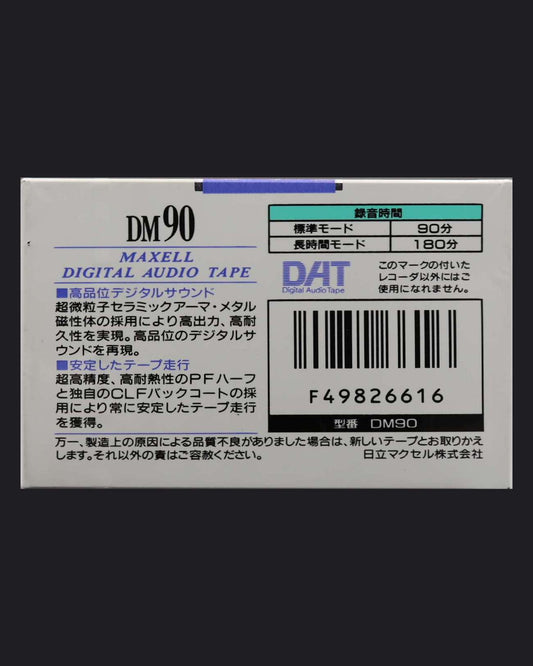 DM90
MAXELL
DIGITAL AUDIO TAPE
■高品位デジタルサウンド
超微粒子セラミックアーマ・メタル
磁性体の採用により高出力、高耐
久性を実現。高品位のデジタルサ
ウンドを再現。
■安定したテープ走行
超高精度、高耐熱性のPFハーフ
と独自のCLFバックコートの採
用により常に安定したテープ走行
を獲得。
録音時間
標準モード 90分
長時間モード 180分
DAT
Digital Audio Tape
このマークの付いた
レコーダ以外にはご
使用になれません。
F49826616
型番 DM90
万一、製造上の原因による品質不良がありました場合は、新しいテープとお取りかえ
します。それ以外の責はご容赦ください。 日立マクセル株式会社